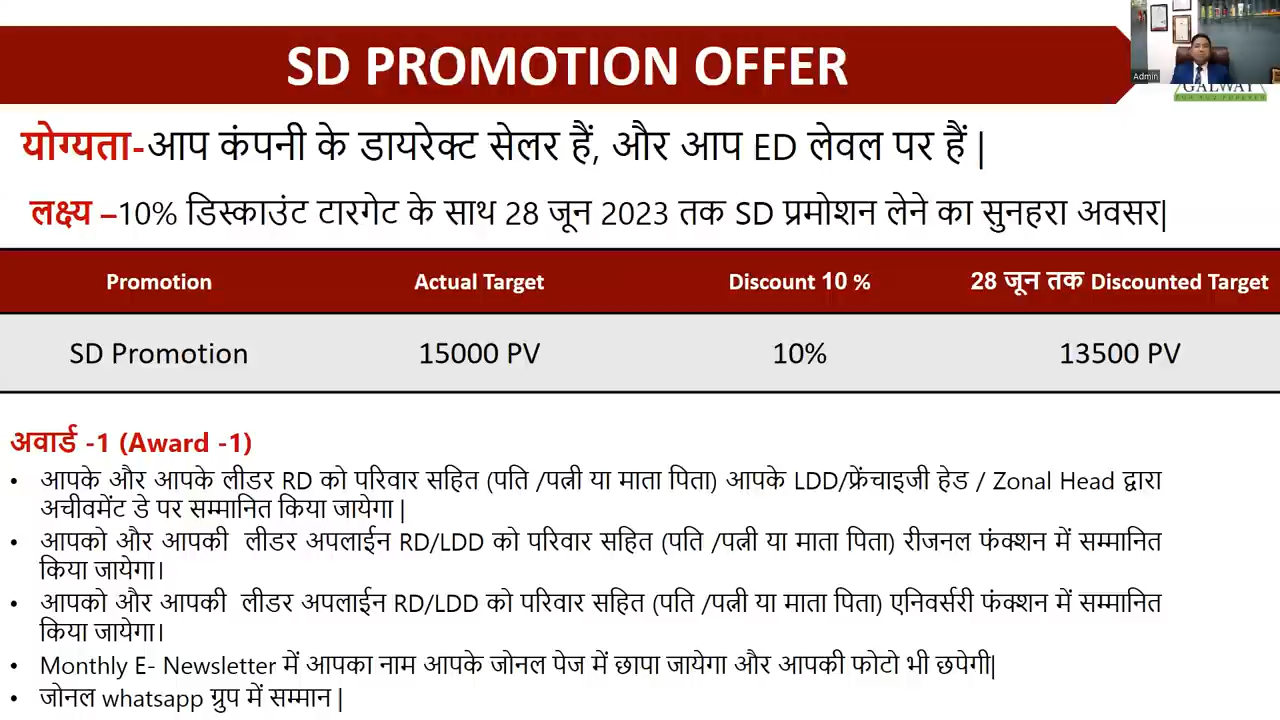 SD PROMOTION OFFER
Admin
GALWAY
योग्यता-आप कंपनी के डायरेक्ट सेलर हैं, और आप ED लेवल पर हैं |
लक्ष्य –10% डिस्काउंट टारगेट के साथ 28 जून 2023 तक SD प्रमोशन लेने का सुनहरा अवसर|
Promotion Actual Target Discount 10 % 28 जून तक Discounted Target
SD Promotion 15000 PV 10% 13500 PV
अवार्ड -1 (Award -1)
• आपके और आपके लीडर RD को परिवार सहित (पति /पत्नी या माता पिता) आपके LDD/फ्रेंचाइजी हेड / Zonal Head द्वारा
अचीवमेंट डे पर सम्मानित किया जायेगा |
• आपको और आपकी लीडर अपलाईन RD/LDD को परिवार सहित (पति /पत्नी या माता पिता) रीजनल फंक्शन में सम्मानित
किया जायेगा।
• आपको और आपकी लीडर अपलाईन RD/LDD को परिवार सहित (पति /पत्नी या माता पिता) एनिवर्सरी फंक्शन में सम्मानित
किया जायेगा।
• Monthly E- Newsletter में आपका नाम आपके जोनल पेज में छापा जायेगा और आपकी फोटो भी छपेगी|
• जोनल whatsapp ग्रुप में सम्मान |